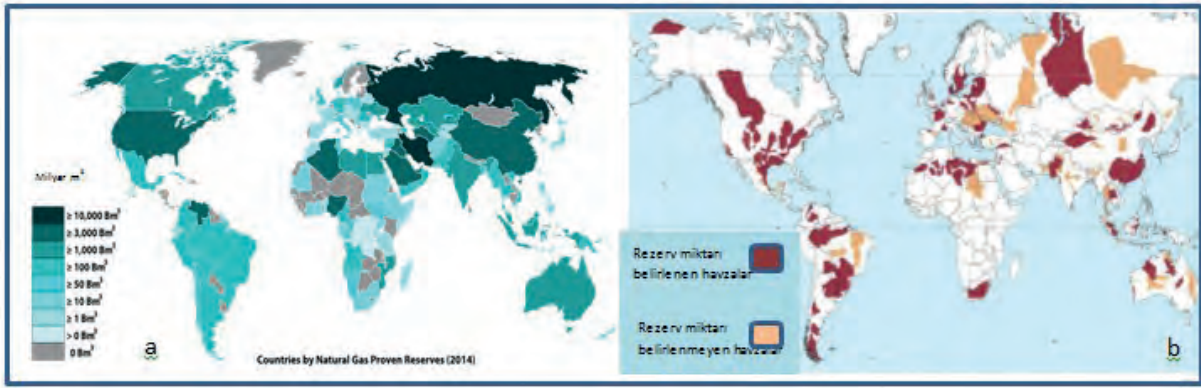 Milyar m³
≥ 10,000 Bm³
≥ 3,000 Bm³
≥ 1,000 Bm³
≥ 100 Bm³
≥ 50 Bm³
≥ 10 Bm³
≥ 1 Bm³
> 0 Bm³
0 Bm³
a
Countries by Natural Gas Proven Reserves (2014)
Rezerv miktarı
belirlenen havzalar
Rezerv miktarı
belirlenmeyen havzalar
b